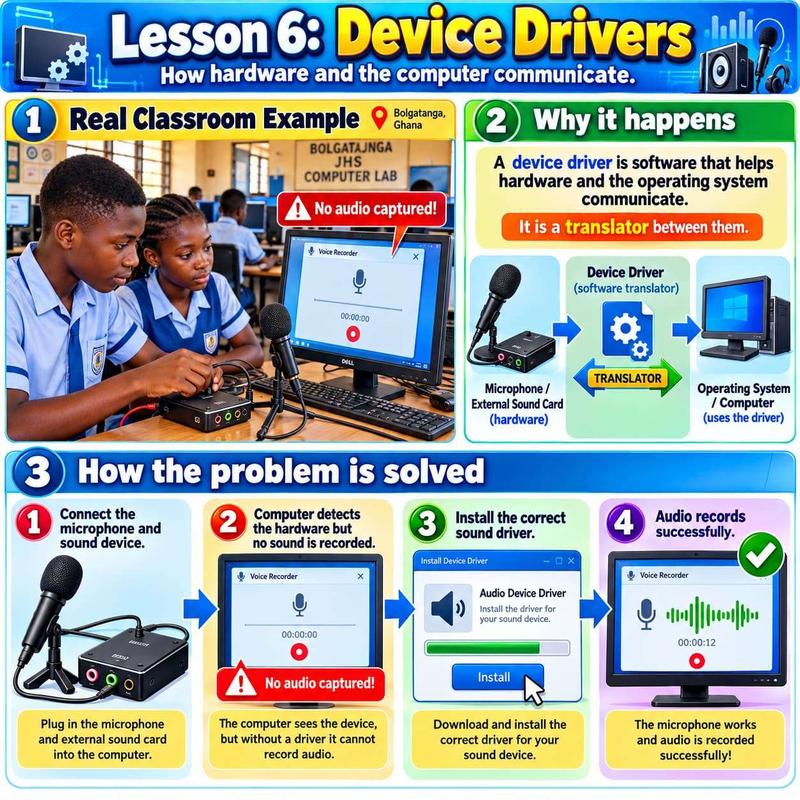 Lesson 6: Device Drivers
How hardware and the computer communicate.
1 Real Classroom Example
Bolgatanga,
Ghana
BOLGATAJNGA
JHS
COMPUTER LAB
No audio captured!
Voice Recorder
00:00:00
DELL
2 Why it happens
A device driver is software that helps
hardware and the operating system
communicate.
It is a translator between them.
Device Driver
(software translator)
TRANSLATOR
Microphone /
External Sound Card
(hardware)
Operating System
/ Computer
(uses the driver)
3 How the problem is solved
1 Connect the
microphone and
sound device.
Plug in the microphone
and external sound card
into the computer.
2 Computer detects
the hardware but
no sound is recorded.
Voice Recorder
00:00:00
No audio captured!
The computer sees the device,
but without a driver it cannot
record audio.
3 Install the correct
sound driver.
Install Device Driver
Audio Device Driver
Install the driver for
your sound device.
Install
Download and install the
correct driver for your
sound device.
4 Audio records
successfully.
Voice Recorder
00:00:12
The microphone works
and audio is recorded
successfully!